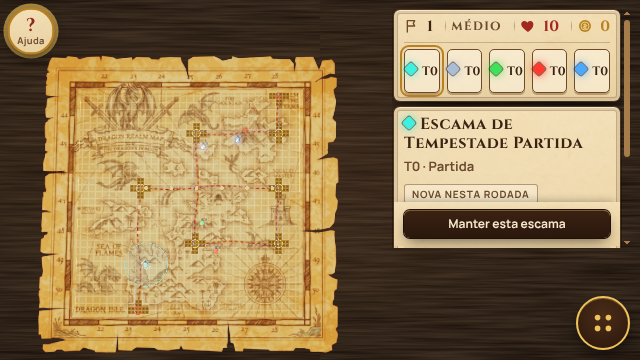 ?
Ajuda
1 MÉDIO 10 0
T0 T0 T0 T0 T0
ESCAMA DE
TEMPESTADE PARTIDA
T0 · Partida
NOVA NESTA RODADA
Manter esta escama
DRAGON REALM MAP
SEA OF
FLAMES
DRAGON ISLE